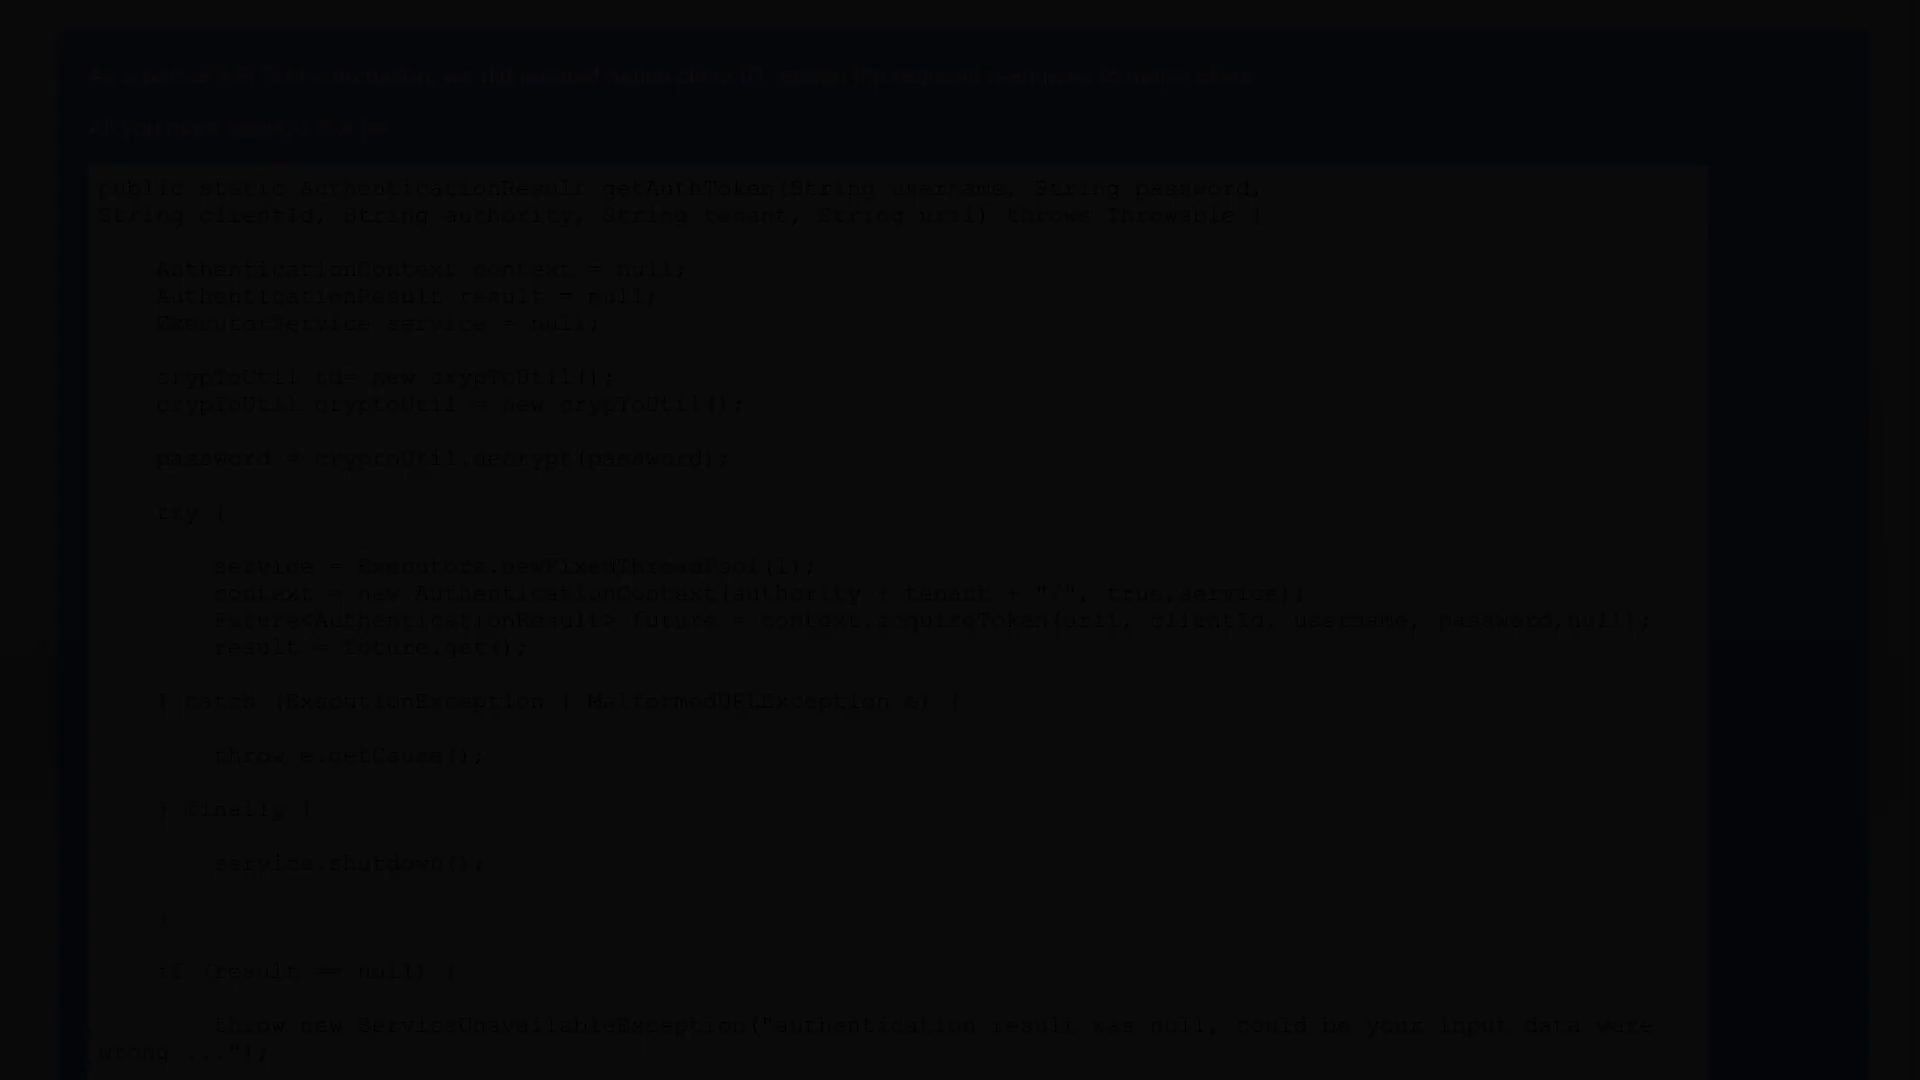 public static AuthenticationResult getAuthToken(String username, String password,
String clientId, String authority, String tenant, String uri) throws Throwable {
AuthenticationContext context = null;
AuthenticationResult result = null;
ExecutorService service = null;
crypToUtil td= new crypToUtil();
crypToUtil cryptoUtil = new crypToUtil();
password = cryptoUtil.decrypt(password);
try {
service = Executors.newFixedThreadPool(1);
context = new AuthenticationContext(authority + tenant + "/", true,service);
Future<AuthenticationResult> future = context.acquireToken(uri, clientId, username, password,null);
result = future.get();
} catch (ExecutionException | MalformedURLException e) {
throw e.getCause();
} finally {
service.shutdown();
}
if (result == null) {
throw new ServiceUnavailableException("authentication result was null, could be your input data were
wrong ...");